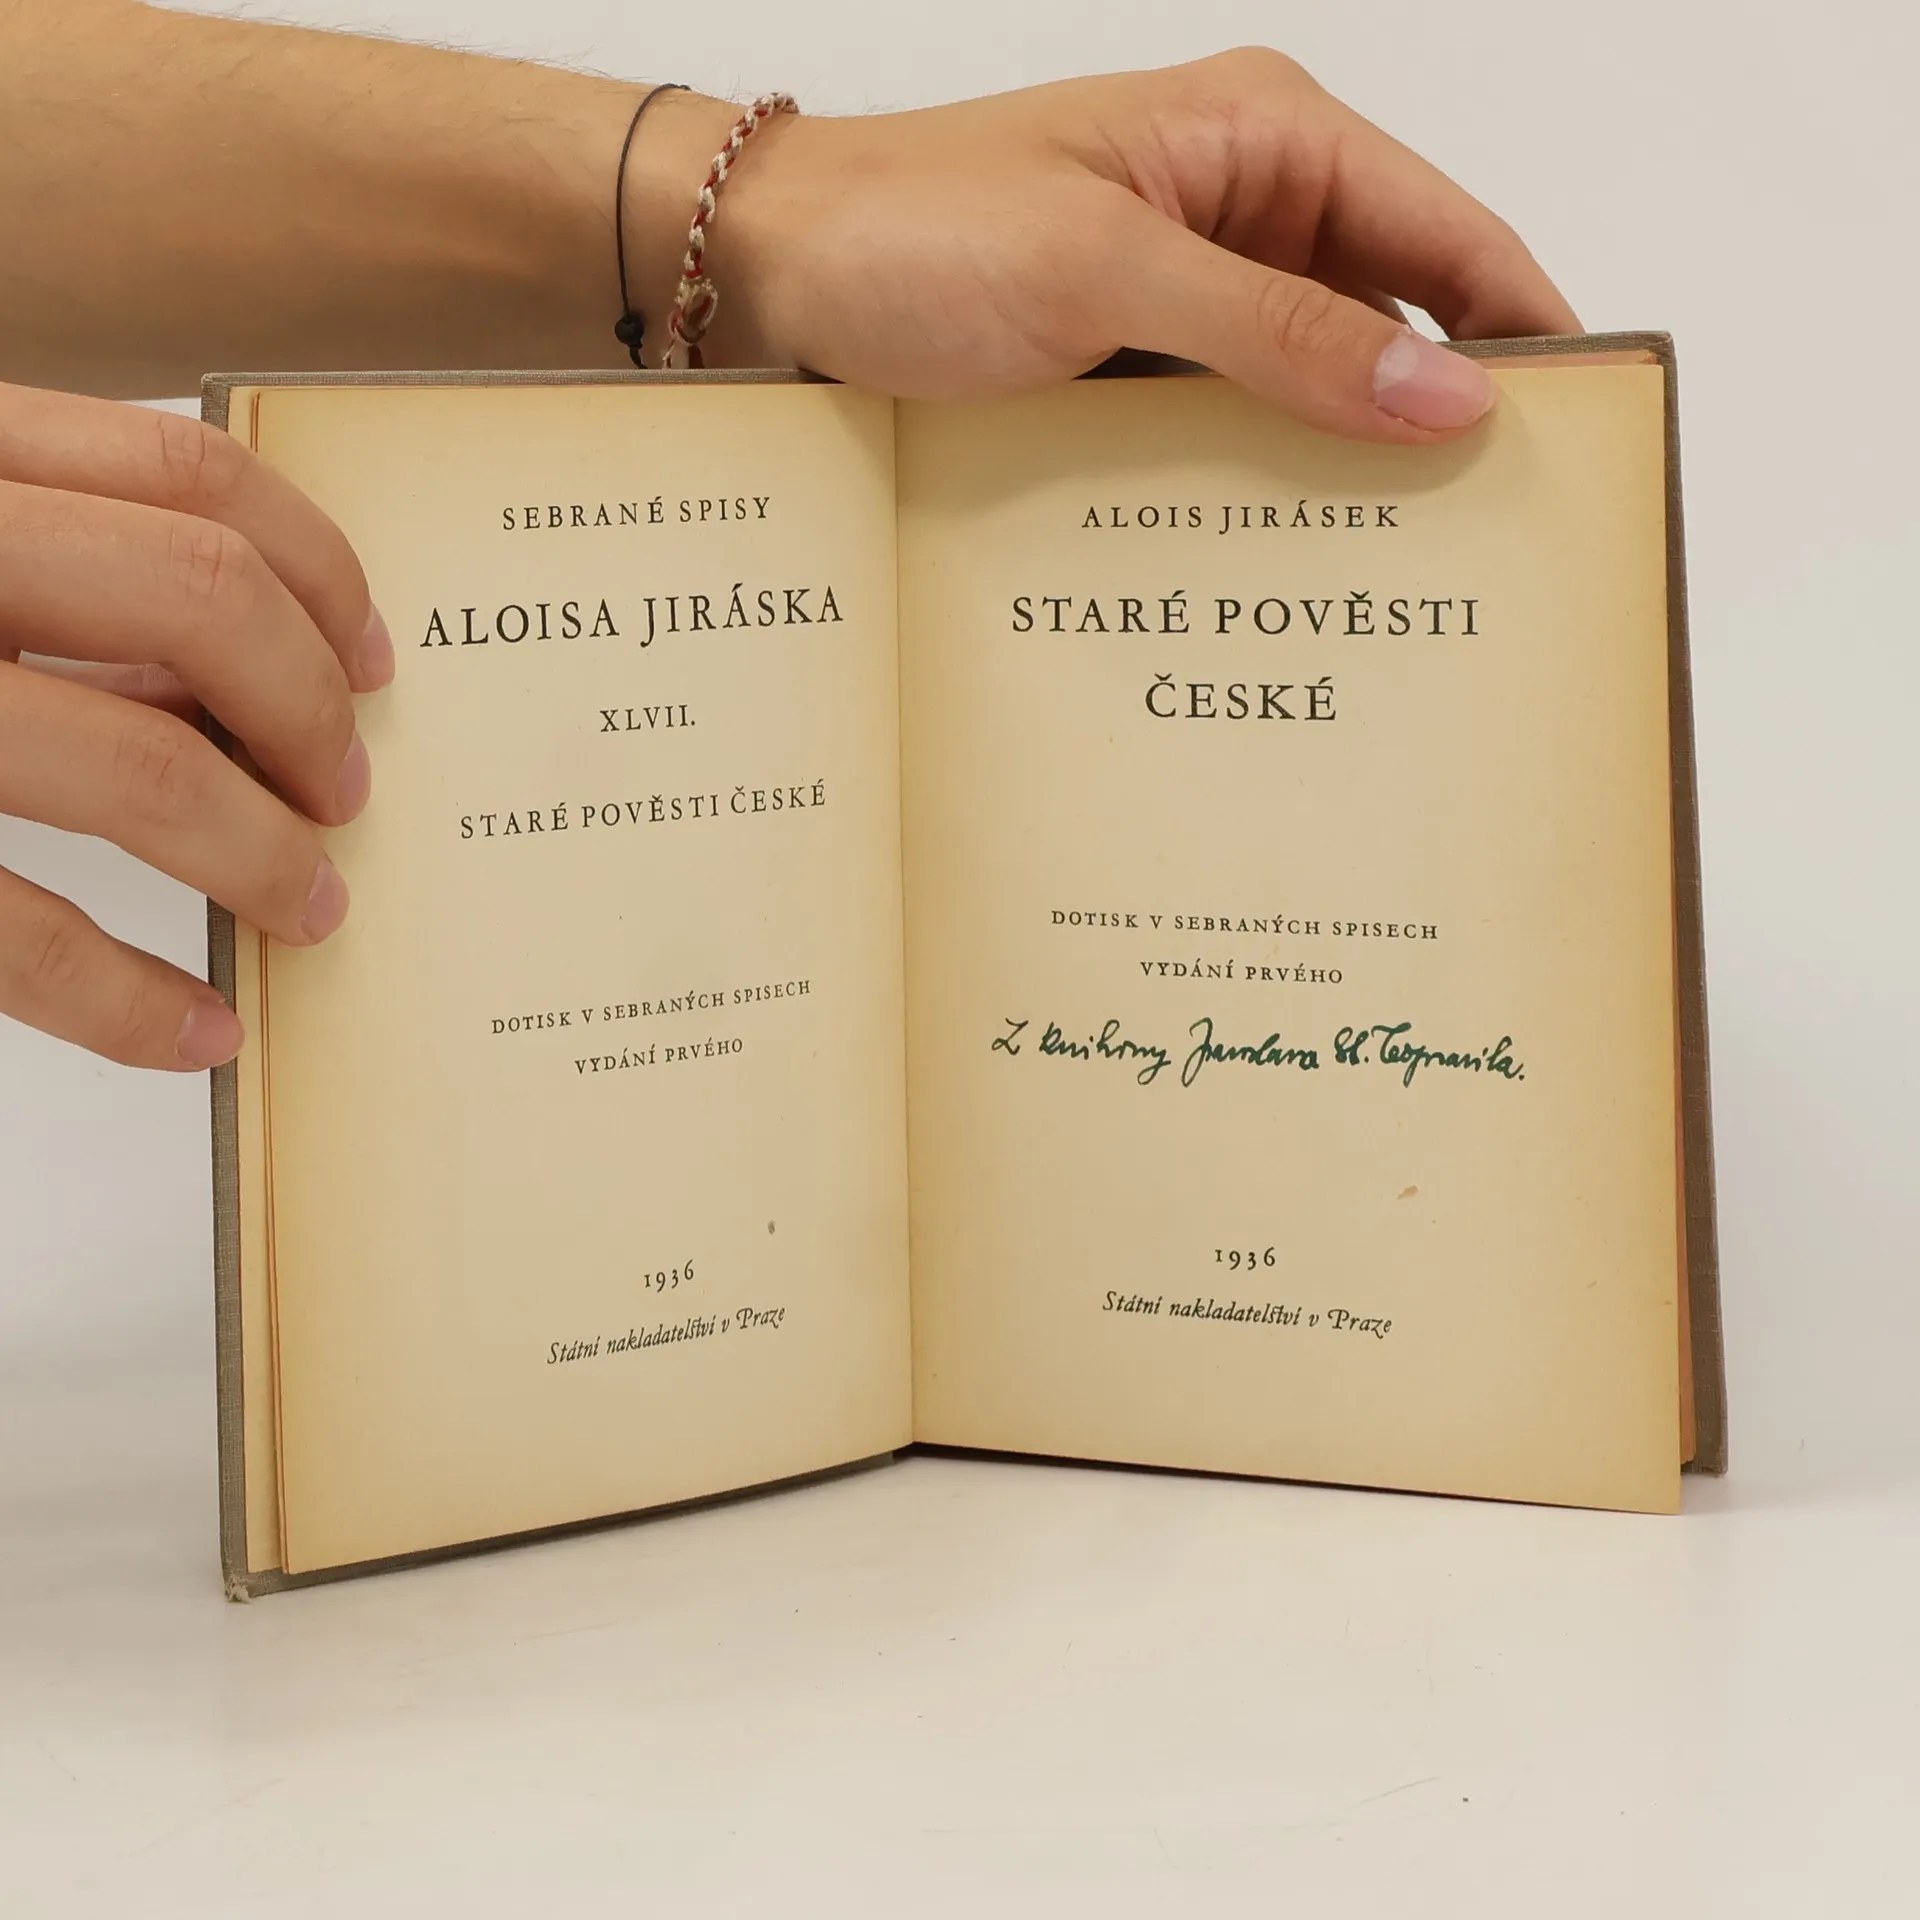 SEBRANÉ SPISY
ALOISA JIRÁSKA
XLVII.
STARÉ POVĚSTI ČESKÉ
DOTISK V SEBRANÝCH SPISECH
VYDÁNÍ PRVÉHO
1936
Státní nakladatelství v Praze
ALOIS JIRÁSEK
STARÉ POVĚSTI
ČESKÉ
DOTISK V SEBRANÝCH SPISECH
VYDÁNÍ PRVÉHO
Z knihovny Jaroslava
1936
Státní nakladatelství v Praze